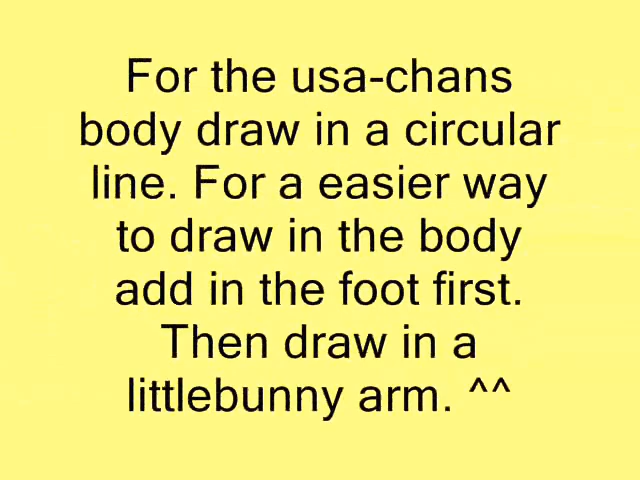 For the usa-chans
body draw in a circular
line. For a easier way
to draw in the body
add in the foot first.
Then draw in a
littlebunny arm. ^^